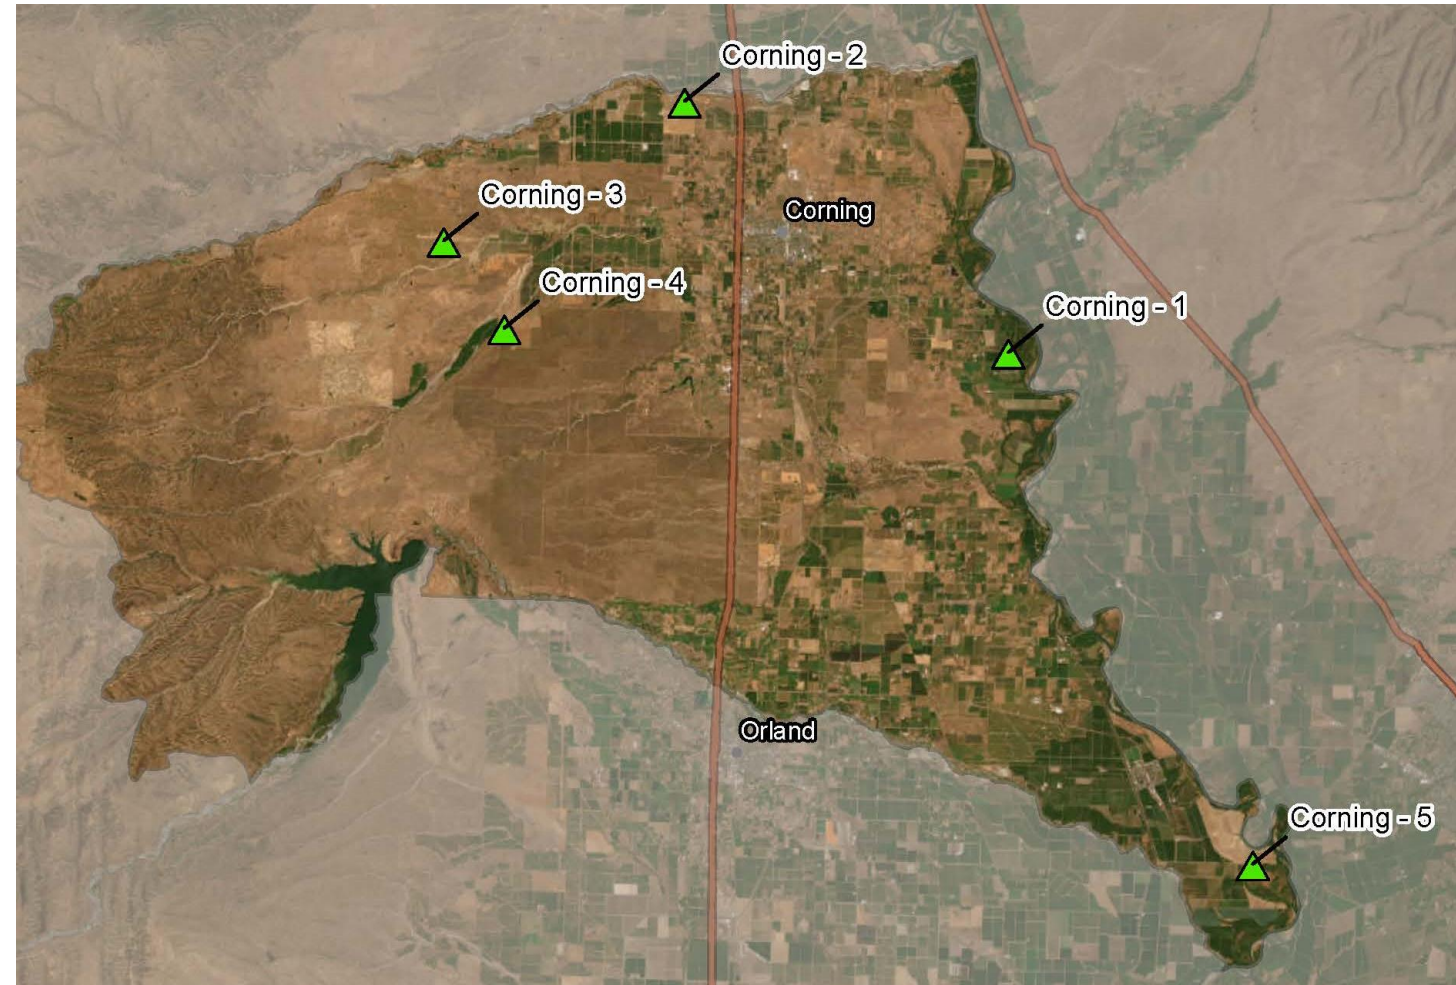 Corning - 2
Corning - 3
Corning
Corning - 4
Corning - 1
Orland
Corning - 5